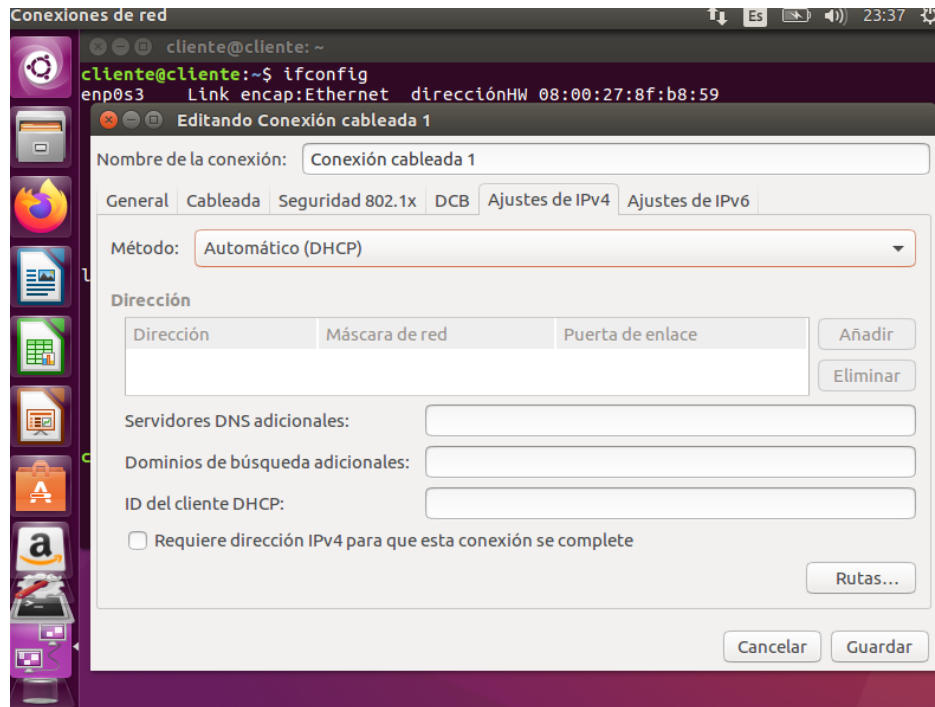 Conexiones de red Es 23:37
cliente@cliente: ~
cliente@cliente:~$ ifconfig
enp0s3 Link encap:Ethernet direcciónHW 08:00:27:8f:b8:59
Editando Conexión cableada 1
Nombre de la conexión: Conexión cableada 1
General Cableada Seguridad 802.1x DCB Ajustes de IPv4 Ajustes de IPv6
Método: Automático (DHCP)
l
Dirección
Dirección Máscara de red Puerta de enlace Añadir
Eliminar
Servidores DNS adicionales:
Dominios de búsqueda adicionales:
c
ID del cliente DHCP:
Requiere dirección IPv4 para que esta conexión se complete
Rutas...
Cancelar Guardar